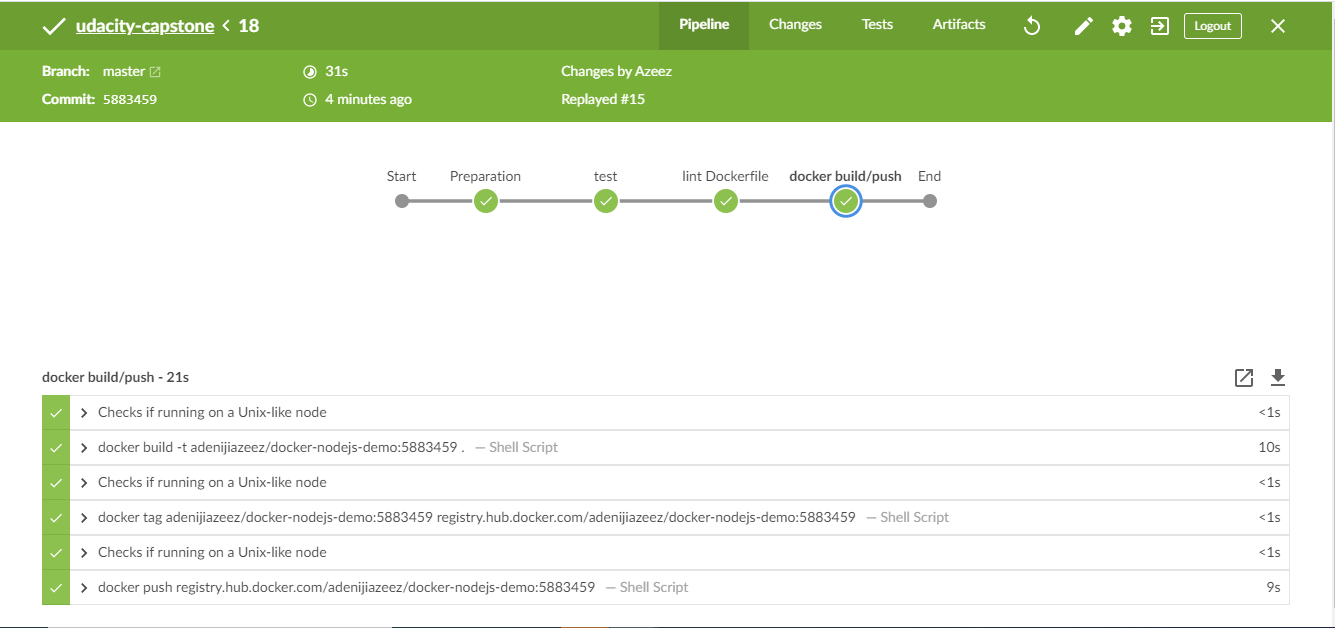 udacity-capstone < 18 Pipeline Changes Tests Artifacts Logout
Branch: master 31s Changes by Azeez
Commit: 5883459 4 minutes ago Replayed #15
Start Preparation test lint Dockerfile docker build/push End
docker build/push - 21s
Checks if running on a Unix-like node <1s
docker build -t adenijiazeez/docker-nodejs-demo:5883459 . — Shell Script 10s
Checks if running on a Unix-like node <1s
docker tag adenijiazeez/docker-nodejs-demo:5883459 registry.hub.docker.com/adenijiazeez/docker-nodejs-demo:5883459 — Shell Script <1s
Checks if running on a Unix-like node <1s
docker push registry.hub.docker.com/adenijiazeez/docker-nodejs-demo:5883459 — Shell Script 9s